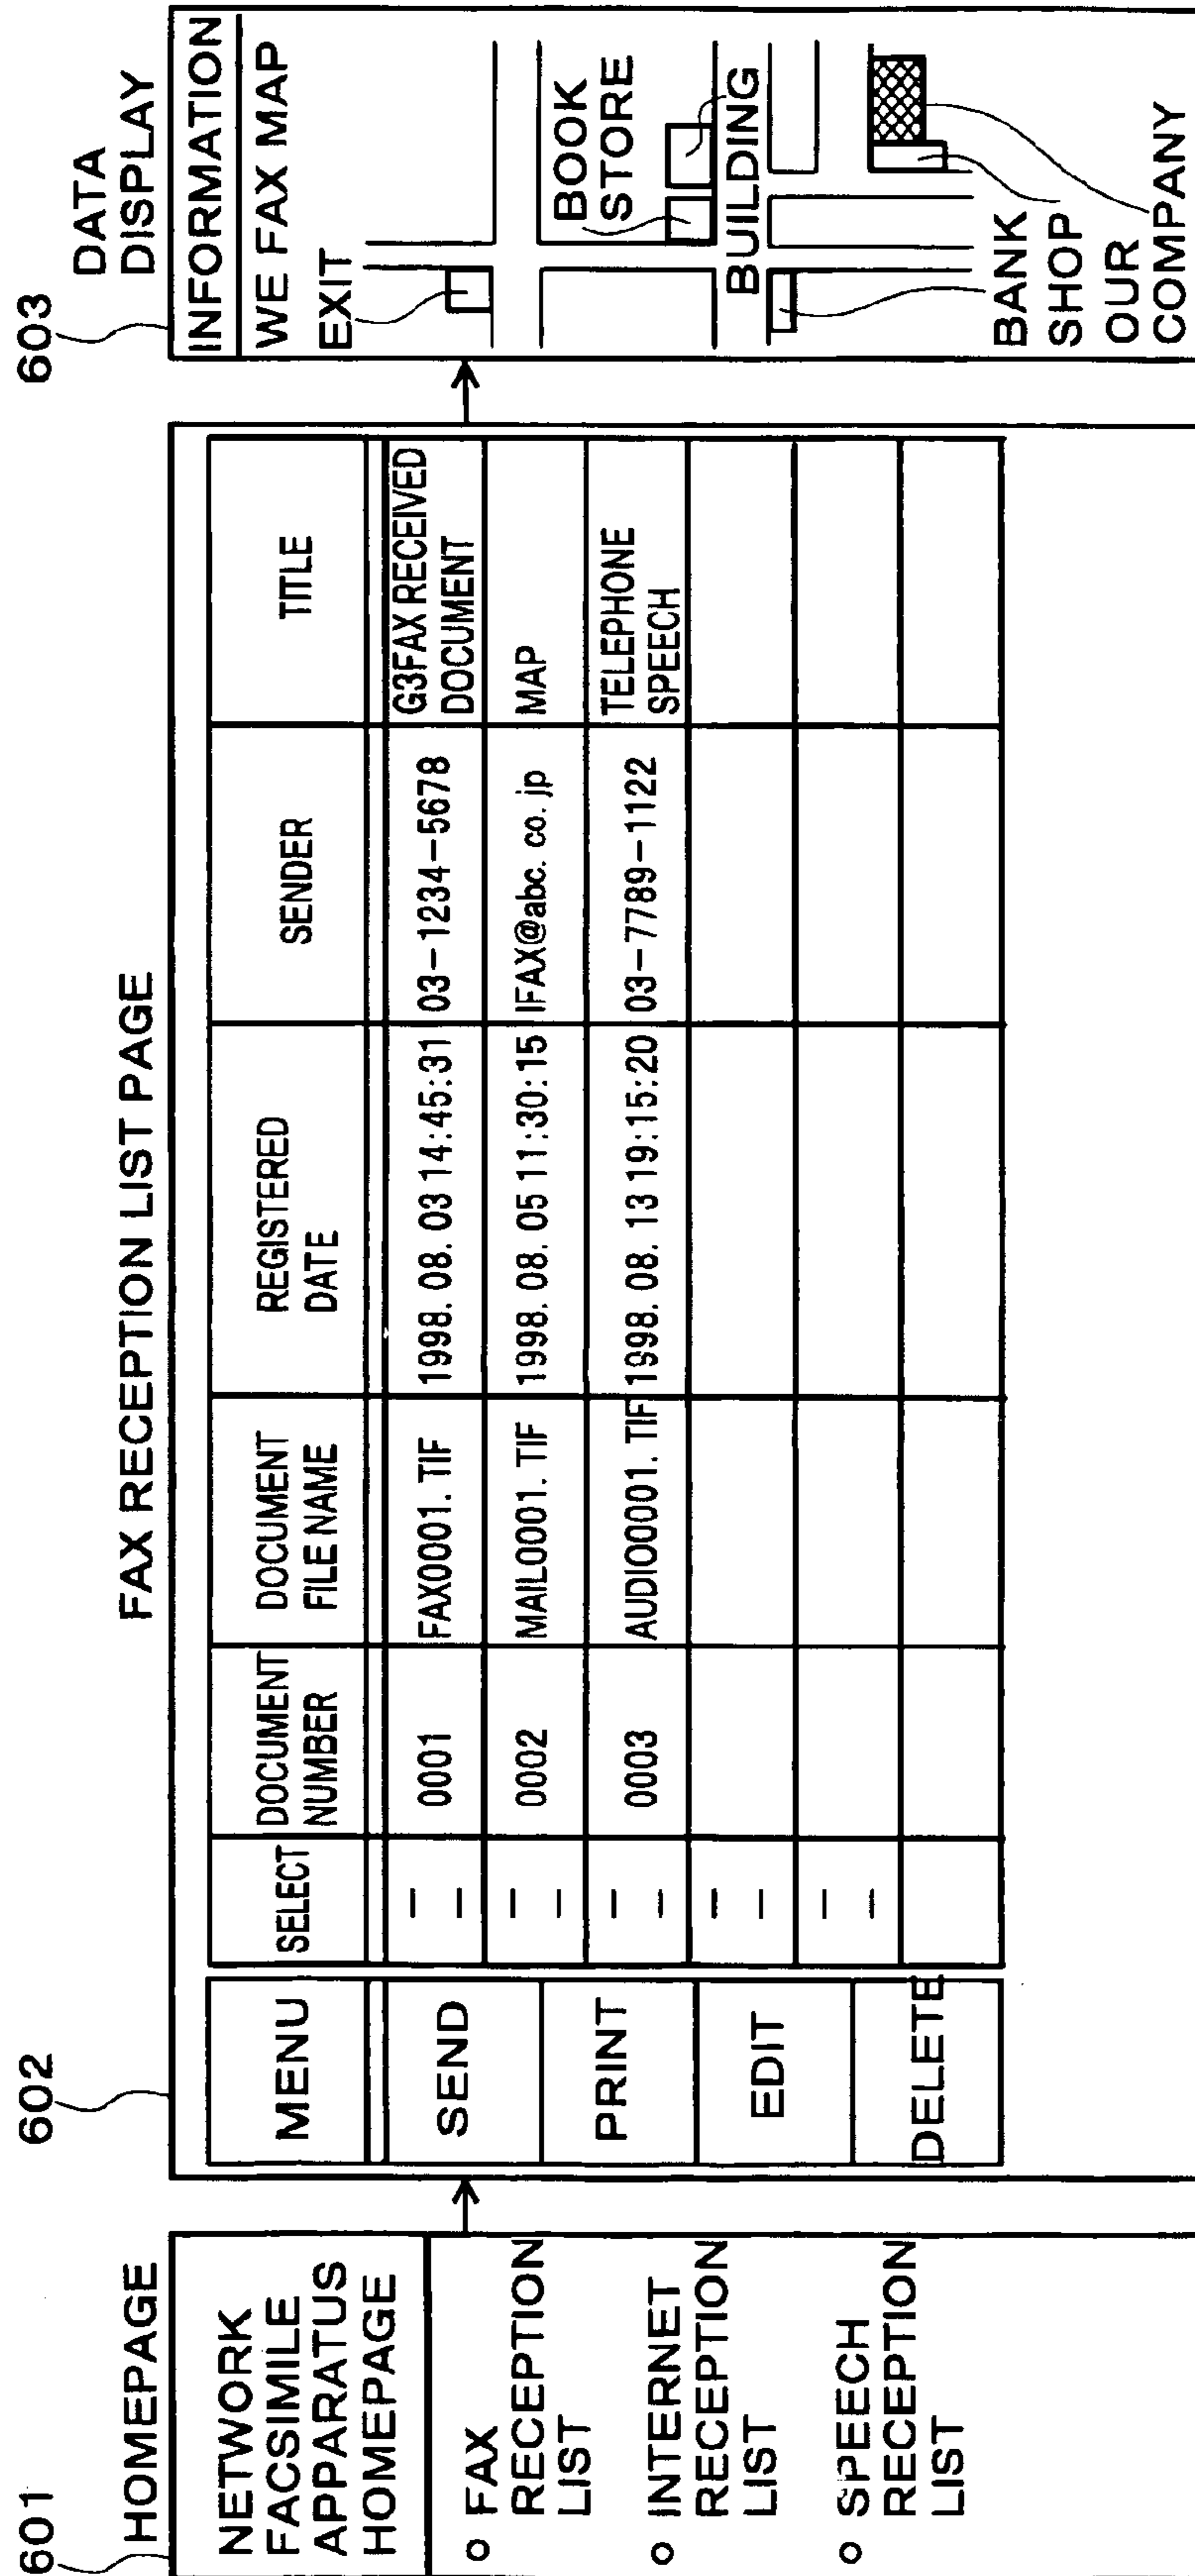 601
HOMEPAGE
NETWORK
FACSIMILE
APPARATUS
HOMEPAGE
o FAX
RECEPTION
LIST
o INTERNET
RECEPTION
LIST
o SPEECH
RECEPTION
LIST
602
FAX RECEPTION LIST PAGE
MENU
SEND
PRINT
EDIT
DELETE
SELECT
DOCUMENT
NUMBER
DOCUMENT
FILE NAME
REGISTERED
DATE
SENDER
TITLE
0001
FAX0001. TIF
1998. 08. 03 14:45:31
03-1234-5678
G3FAX RECEIVED
DOCUMENT
0002
MAIL0001. TIF
1998. 08. 05 11:30:15
IFAX@abc. co. jp
MAP
0003
AUDIO0001. TIF
1998. 08. 13 19:15:20
03-7789-1122
TELEPHONE
SPEECH
603
DATA
DISPLAY
INFORMATION
WE FAX MAP
EXIT
BOOK
STORE
BUILDING
BANK
SHOP
OUR
COMPANY